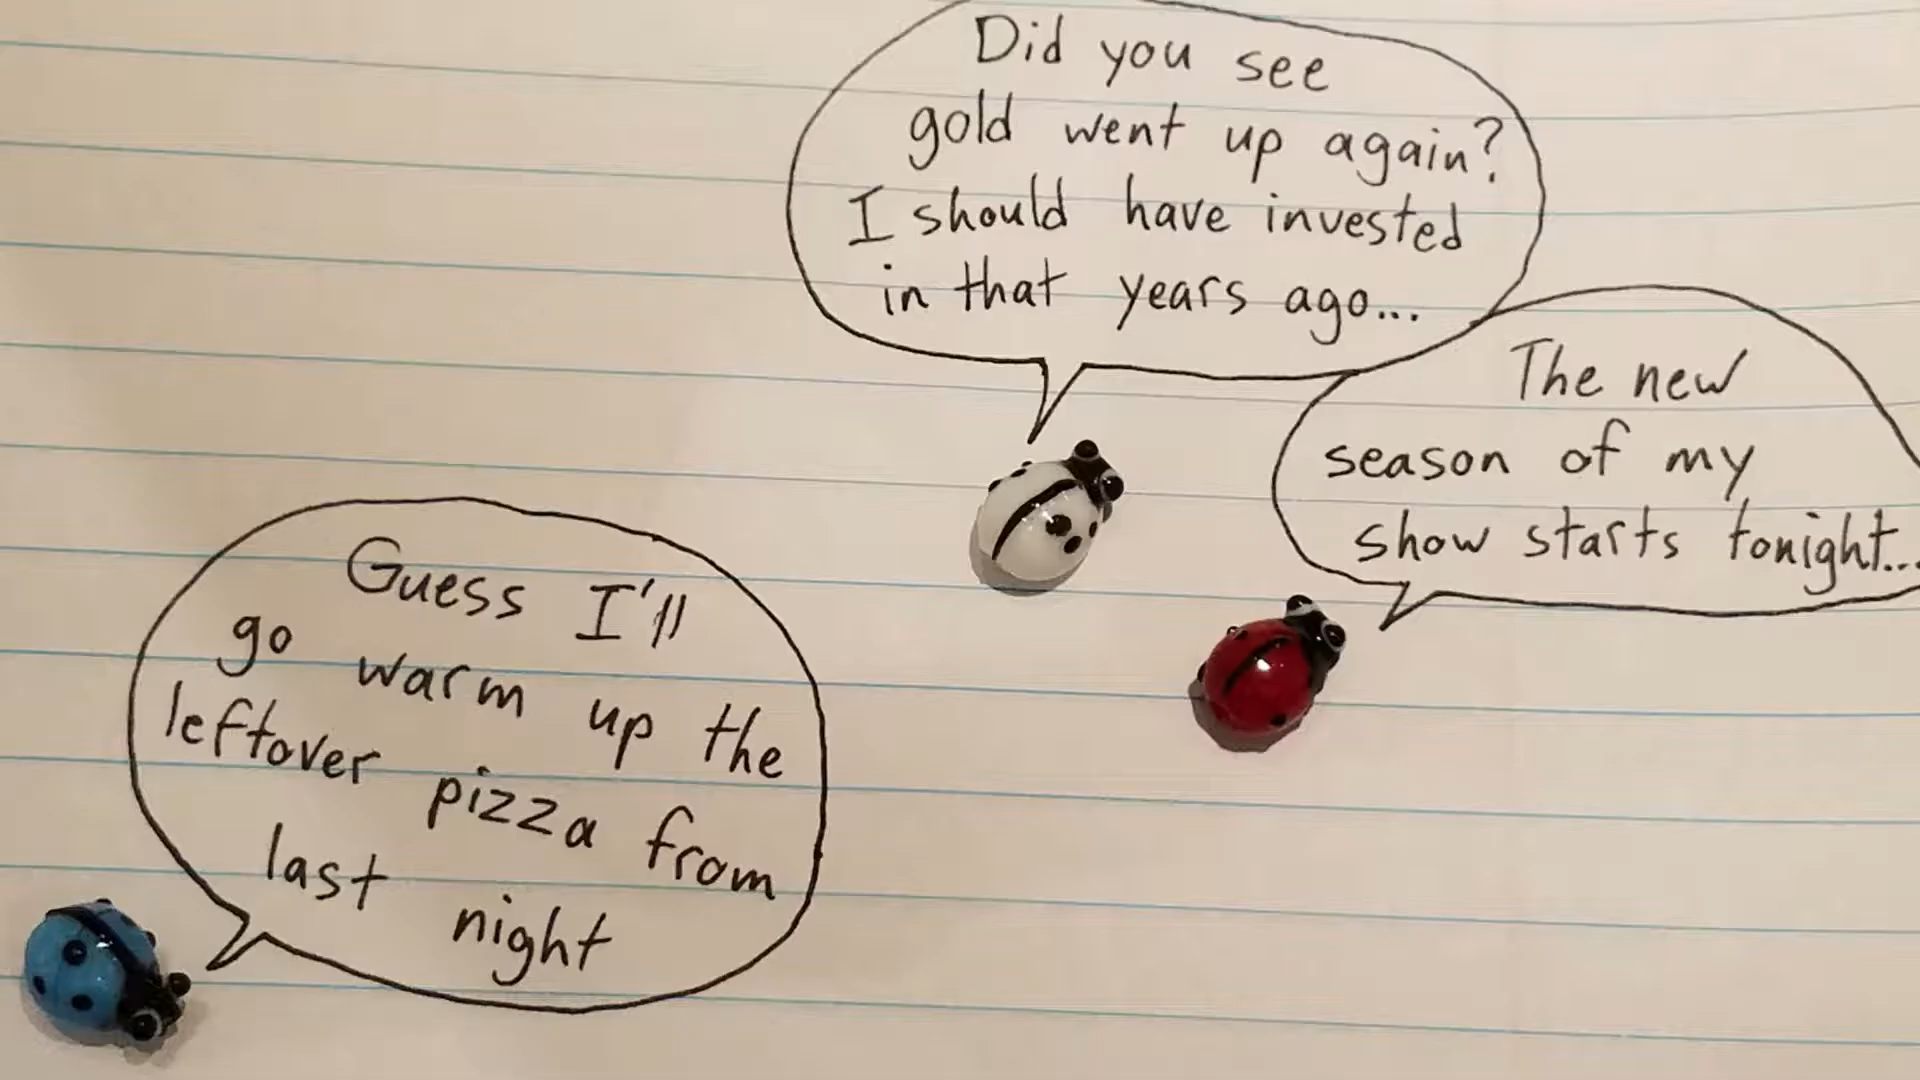 Did you see
gold went up again?
I should have invested
in that years ago...
The new
season of my
show starts tonight...
Guess I'll
go warm up the
leftover pizza from
last night